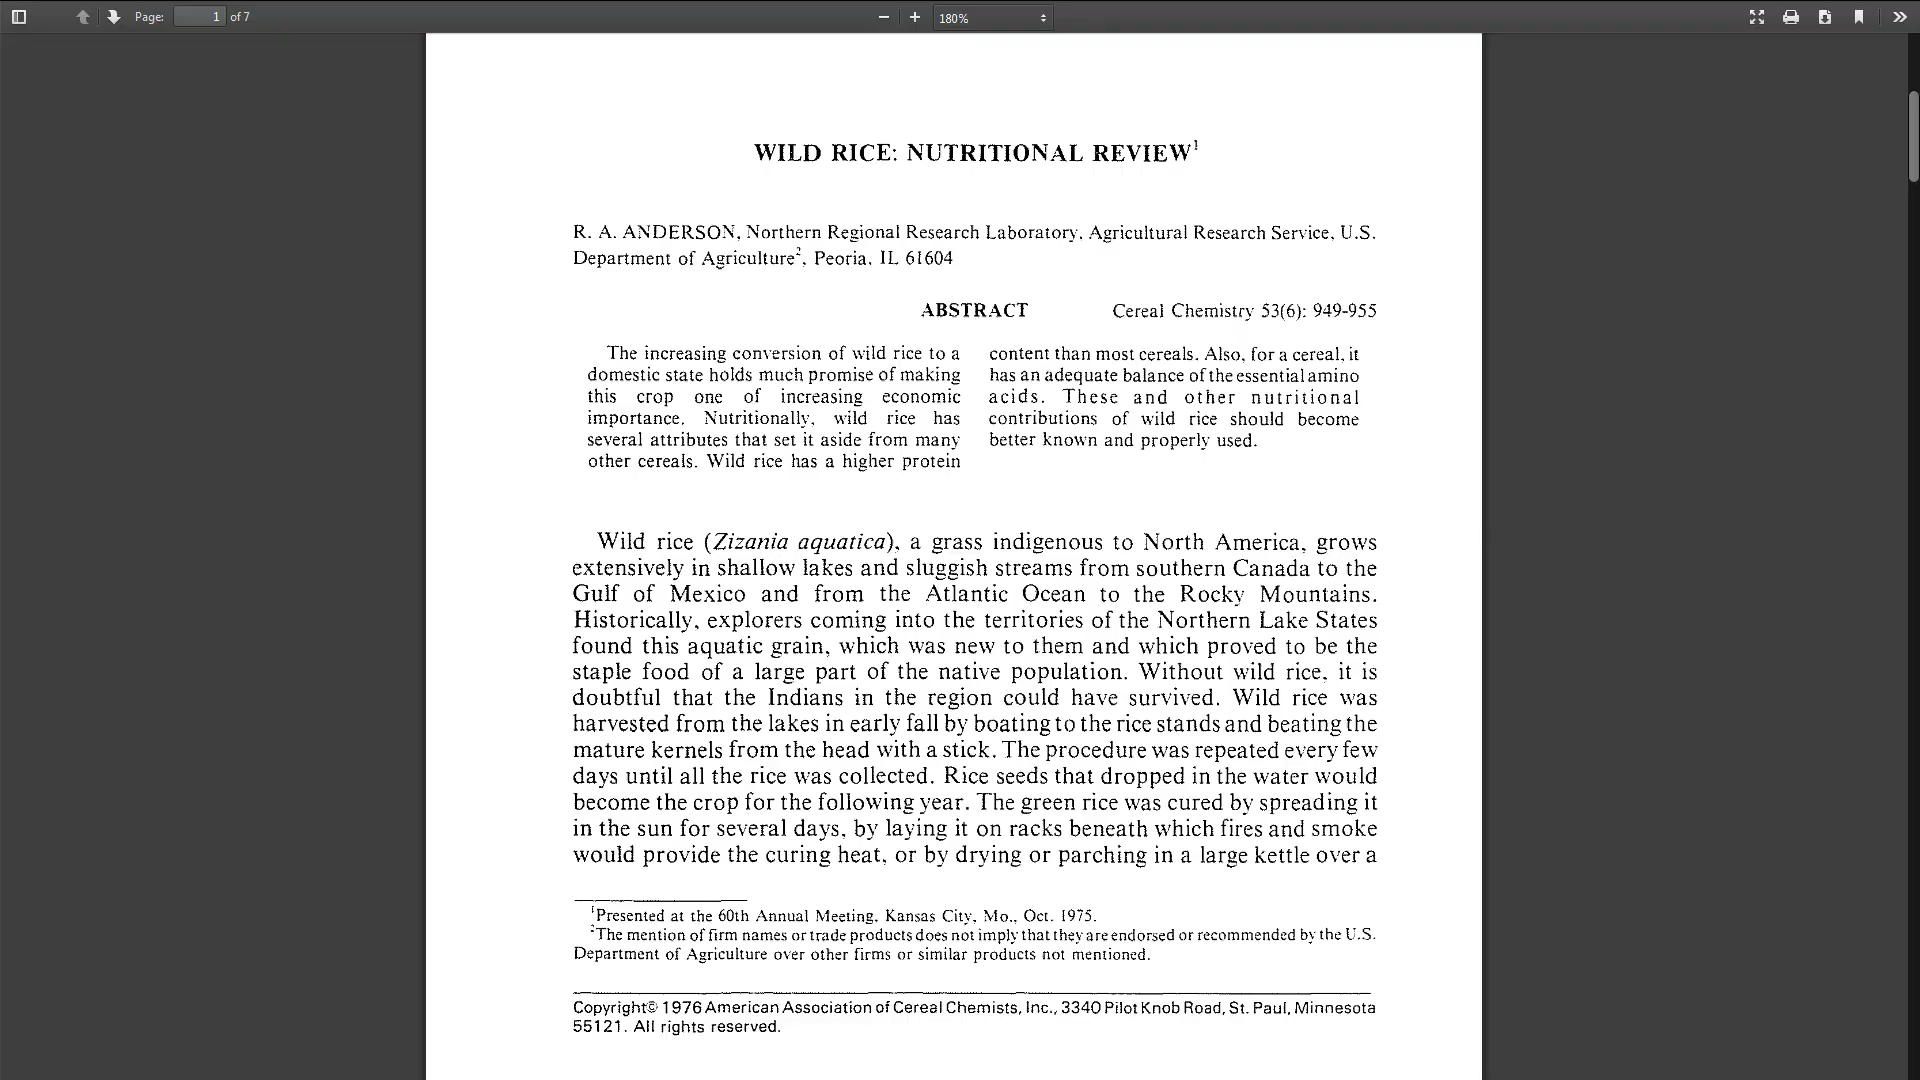 Page: 1 of 7
180%
WILD RICE: NUTRITIONAL REVIEW¹
R. A. ANDERSON, Northern Regional Research Laboratory, Agricultural Research Service, U.S.
Department of Agriculture², Peoria, IL 61604
ABSTRACT Cereal Chemistry 53(6): 949-955
The increasing conversion of wild rice to a
domestic state holds much promise of making
this crop one of increasing economic
importance. Nutritionally, wild rice has
several attributes that set it aside from many
other cereals. Wild rice has a higher protein
content than most cereals. Also, for a cereal, it
has an adequate balance of the essential amino
acids. These and other nutritional
contributions of wild rice should become
better known and properly used.
Wild rice (Zizania aquatica), a grass indigenous to North America, grows
extensively in shallow lakes and sluggish streams from southern Canada to the
Gulf of Mexico and from the Atlantic Ocean to the Rocky Mountains.
Historically, explorers coming into the territories of the Northern Lake States
found this aquatic grain, which was new to them and which proved to be the
staple food of a large part of the native population. Without wild rice, it is
doubtful that the Indians in the region could have survived. Wild rice was
harvested from the lakes in early fall by boating to the rice stands and beating the
mature kernels from the head with a stick. The procedure was repeated every few
days until all the rice was collected. Rice seeds that dropped in the water would
become the crop for the following year. The green rice was cured by spreading it
in the sun for several days, by laying it on racks beneath which fires and smoke
would provide the curing heat, or by drying or parching in a large kettle over a
¹Presented at the 60th Annual Meeting, Kansas City, Mo., Oct. 1975.
²The mention of firm names or trade products does not imply that they are endorsed or recommended by the U.S.
Department of Agriculture over other firms or similar products not mentioned.
Copyright© 1976 American Association of Cereal Chemists, Inc., 3340 Pilot Knob Road, St. Paul, Minnesota
55121. All rights reserved.